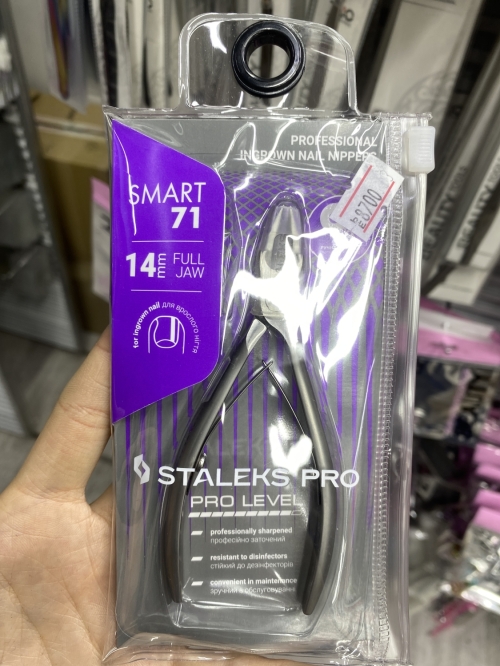 PROFESSIONAL
INGROWN NAIL NIPPERS
SMART
71
14 mm FULL
JAW
for ingrown nail для врослого нігтя
STALEKS PRO
PRO LEVEL
professionally sharpened
професійно заточений
resistant to disinfectors
стійкий до дезінфекторів
convenient in maintenance
зручний в обслуговуванні